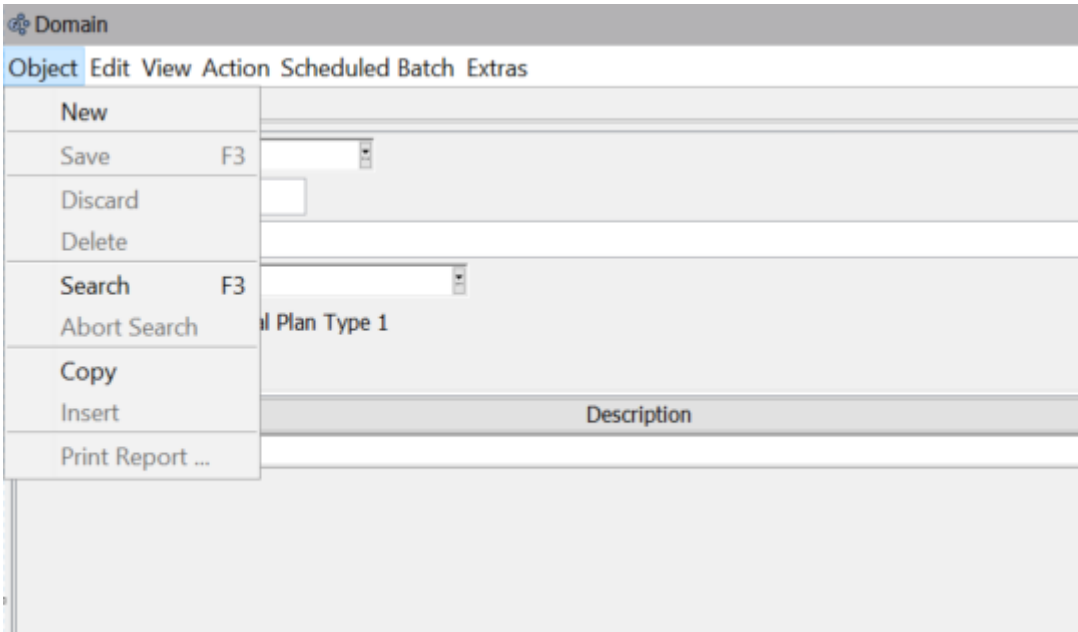 Domain
Object Edit View Action Scheduled Batch Extras
New
Save F3
Discard
Delete
Search F3
Abort Search
al Plan Type 1
Copy
Insert
Description
Print Report ...